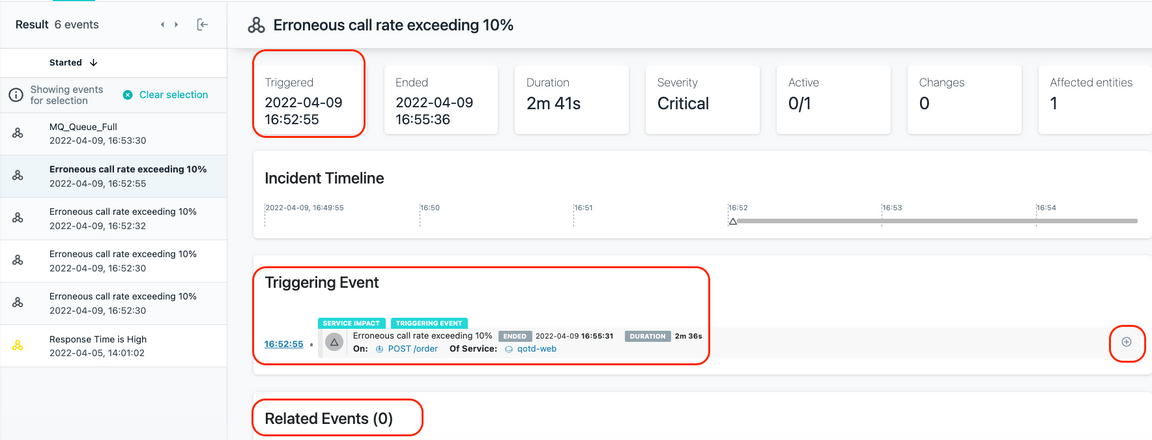 Result 6 events
Started
Showing events
for selection
Clear selection
MQ_Queue_Full
2022-04-09, 16:53:30
Erroneous call rate exceeding 10%
2022-04-09, 16:52:55
Erroneous call rate exceeding 10%
2022-04-09, 16:52:32
Erroneous call rate exceeding 10%
2022-04-09, 16:52:30
Erroneous call rate exceeding 10%
2022-04-09, 16:52:30
Response Time is High
2022-04-05, 14:01:02
Erroneous call rate exceeding 10%
Triggered
2022-04-09
16:52:55
Ended
2022-04-09
16:55:36
Duration
2m 41s
Severity
Critical
Active
0/1
Changes
0
Affected entities
1
Incident Timeline
2022-04-09, 16:49:55 16:50 16:51 16:52 16:53 16:54
Triggering Event
SERVICE IMPACT TRIGGERING EVENT
16:52:55
Erroneous call rate exceeding 10% ENDED 2022-04-09 16:55:31 DURATION 2m 36s
On: POST /order Of Service: qotd-web
Related Events (0)